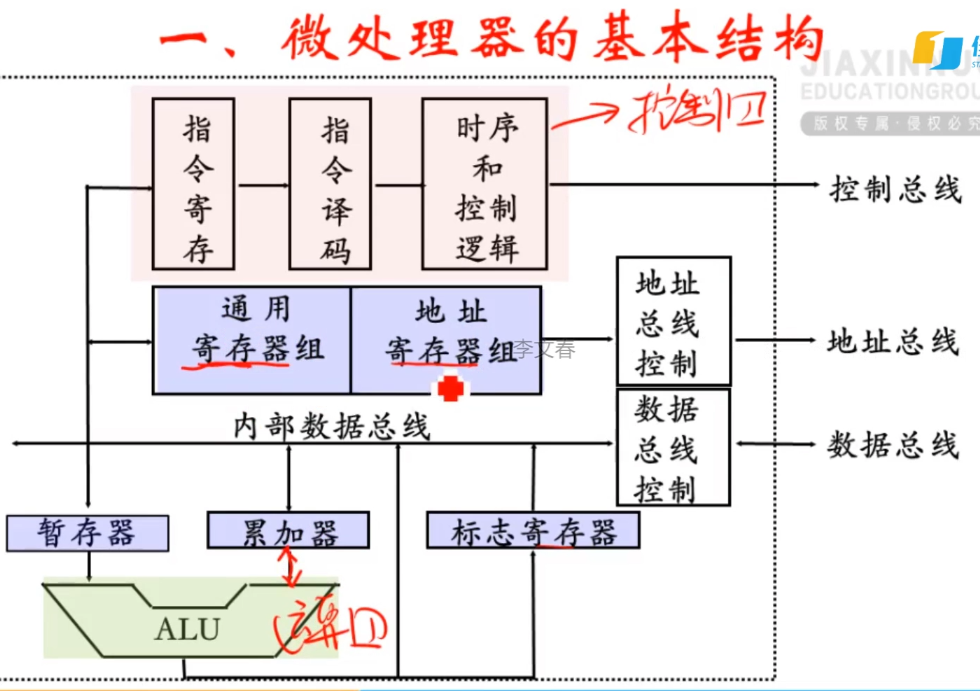 一、微处理器的基本结构
JIAXIN
EDUCATIONGROU
版权专属·侵权必究
指令寄存
指令译码
时序和控制逻辑
控制口
控制总线
通用寄存器组
地址寄存器组
李文春
地址总线控制
地址总线
内部数据总线
数据总线控制
数据总线
暂存器
累加器
标志寄存器
ALU
运算口